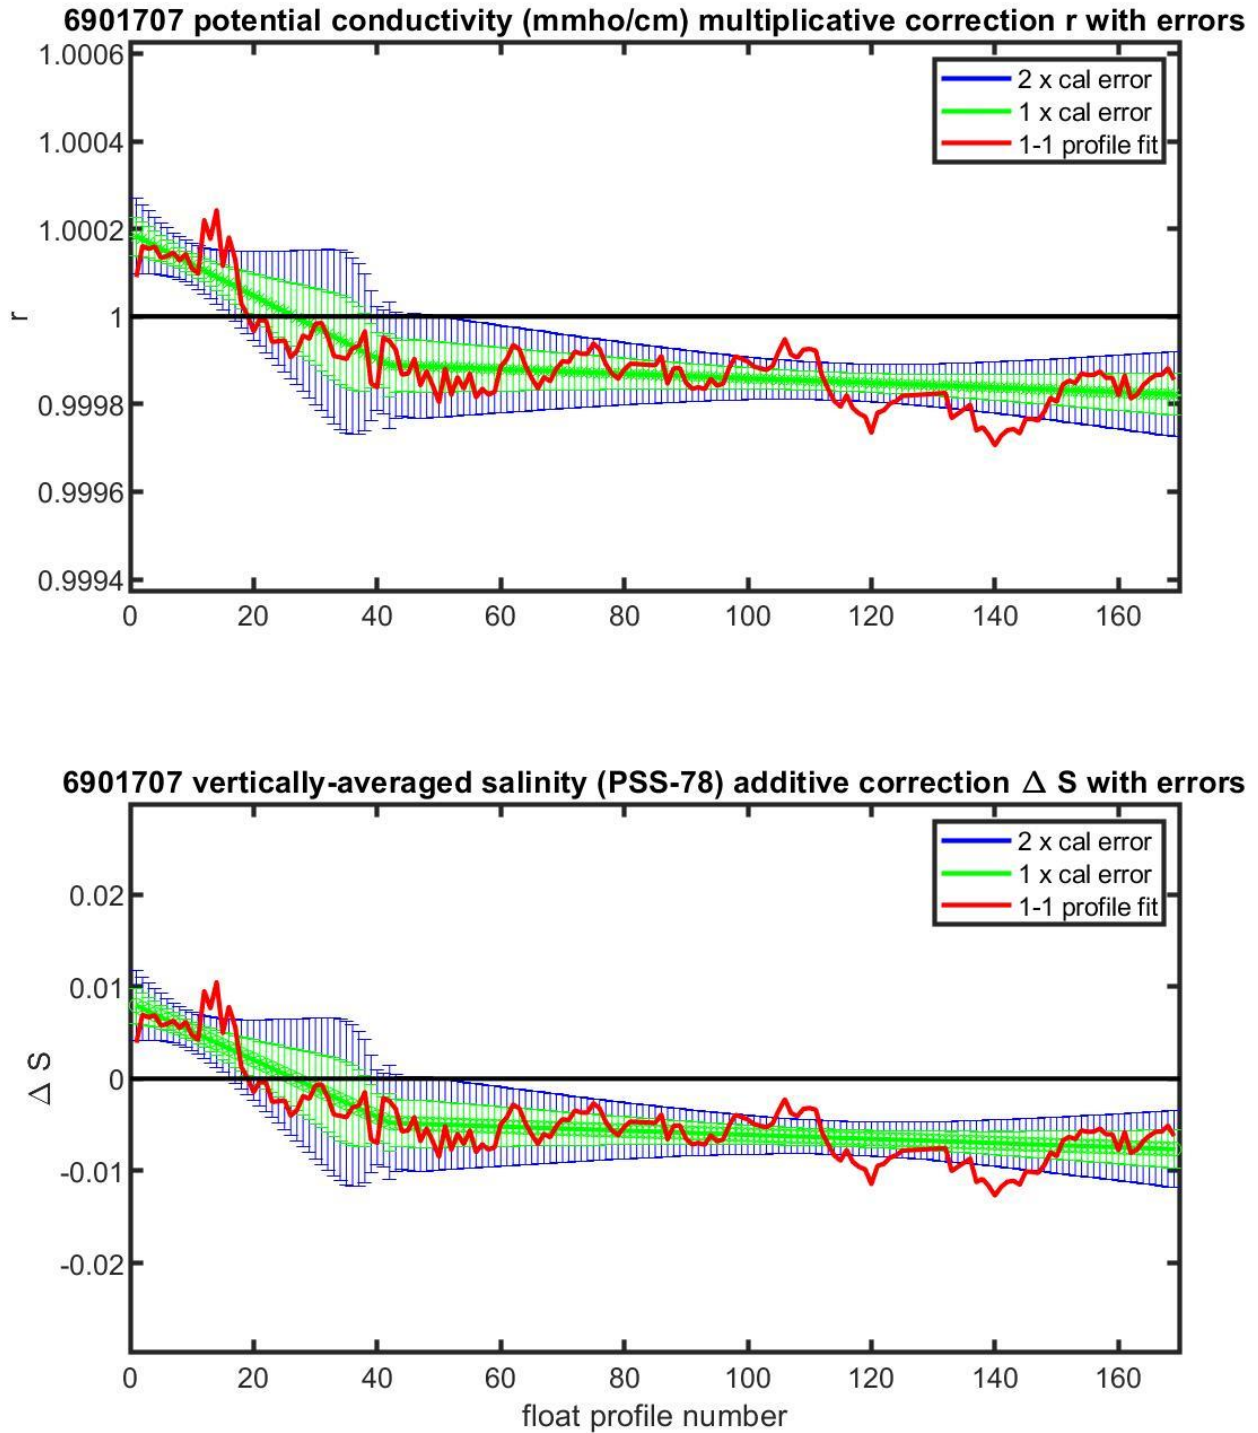 6901707 potential conductivity (mmho/cm) multiplicative correction r with errors
1.0006
1.0004
1.0002
1
0.9998
0.9996
0.9994
r
2 x cal error
1 x cal error
1-1 profile fit
0 20 40 60 80 100 120 140 160
6901707 vertically-averaged salinity (PSS-78) additive correction Δ S with errors
0.02
0.01
0
-0.01
-0.02
Δ S
2 x cal error
1 x cal error
1-1 profile fit
0 20 40 60 80 100 120 140 160
float profile number